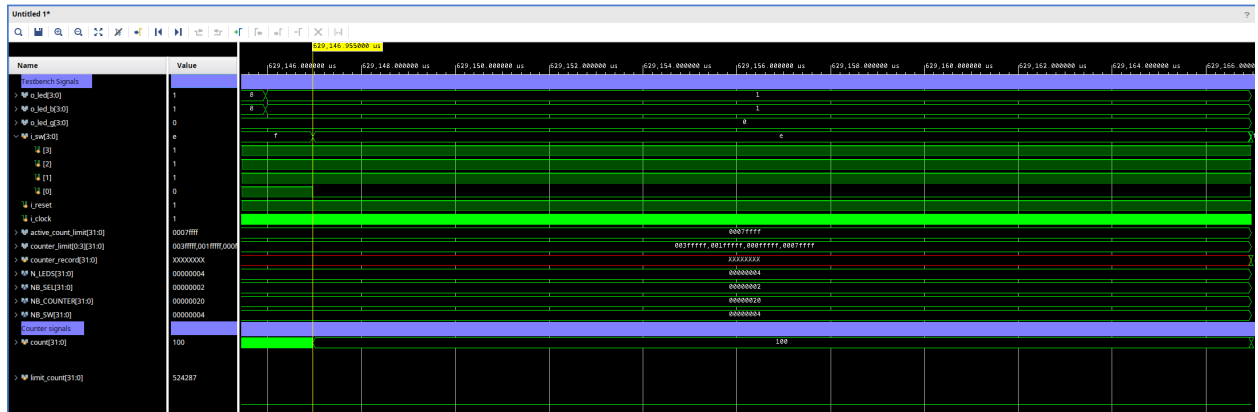 Untitled 1*
?
629,146.955000 us
Name Value 629,146.000000 us 629,148.000000 us 629,150.000000 us 629,152.000000 us 629,154.000000 us 629,156.000000 us 629,158.000000 us 629,160.000000 us 629,162.000000 us 629,164.000000 us 629,166.0000
Testbench Signals
o_led[3:0] 1 0 1
o_led_b[3:0] 1 0 1
o_led_g[3:0] 0 0
i_sw[3:0] e f e
[3] 1
[2] 1
[1] 1
[0] 0
i_reset 1
i_clock 1
active_count_limit[31:0] 0007ffff 0007ffff
counter_limit[0:3][31:0] 003fffff,001fffff,000f 003fffff,001fffff,000fffff,0007ffff
counter_record[31:0] XXXXXXXX XXXXXXXX
N_LEDS[31:0] 00000004 00000004
NB_SEL[31:0] 00000002 00000002
NB_COUNTER[31:0] 00000020 00000020
NB_SW[31:0] 00000004 00000004
Counter signals
count[31:0] 100 100
limit_count[31:0] 524287